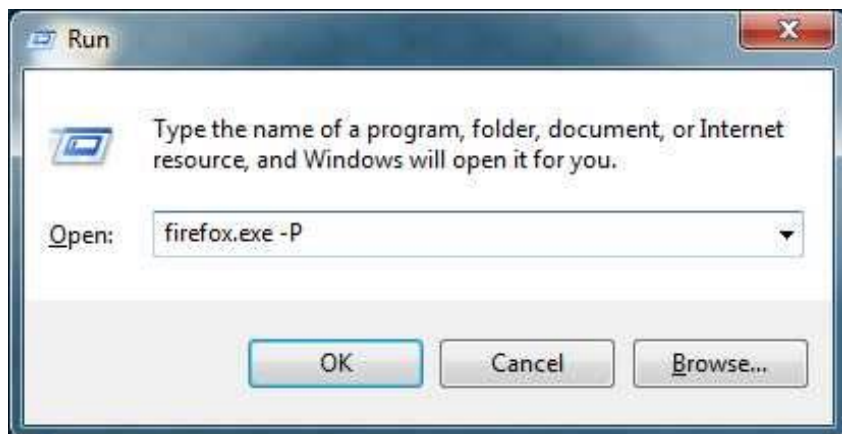 Run
Type the name of a program, folder, document, or Internet
resource, and Windows will open it for you.
Open: firefox.exe -P
OK Cancel Browse...